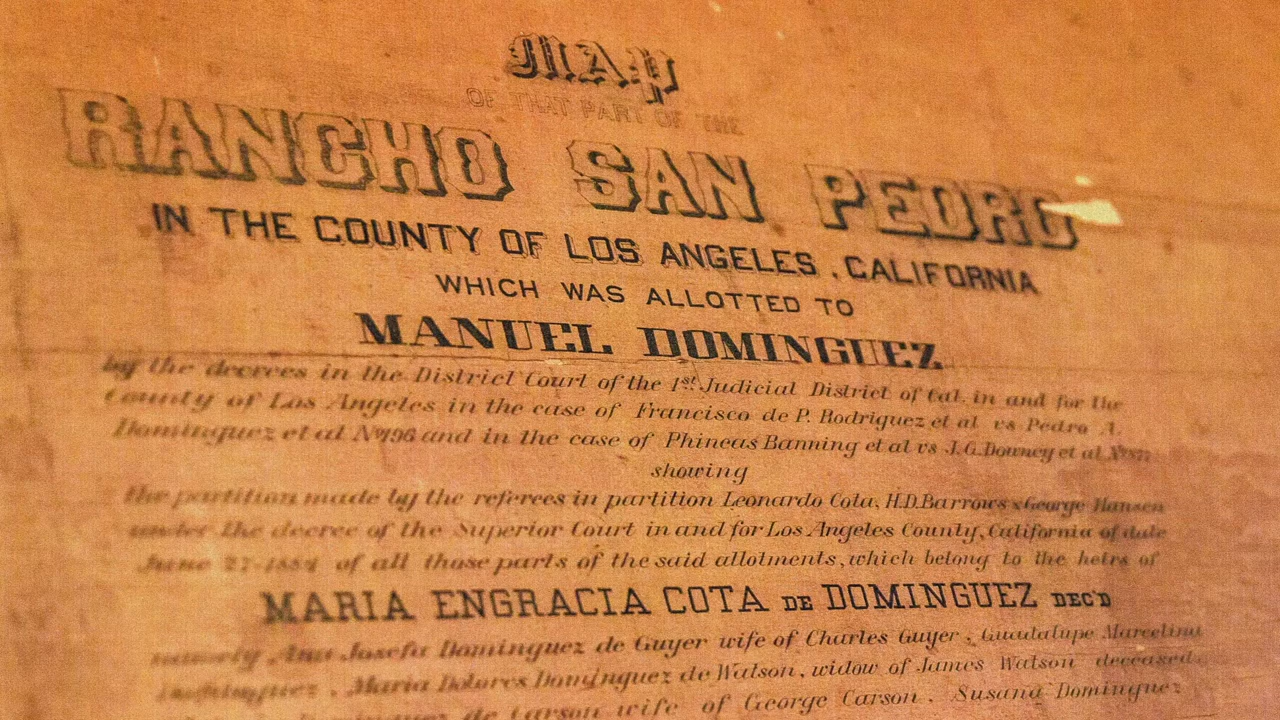 MAP
OF THAT PART OF THE
RANCHO SAN PEDRO
IN THE COUNTY OF LOS ANGELES, CALIFORNIA
WHICH WAS ALLOTTED TO
MANUEL DOMINGUEZ
by the decrees in the District Court of the 1st. Judicial District of Cal. in and for the
County of Los Angeles in the case of Francisco de P. Rodriguez et al vs Pedro A.
Dominguez et al No 796 and in the case of Phineas Banning et al vs J.G. Downey et al
showing
the partition made by the referees in partition Leonardo Cota, H.D. Barrows & George Hansen
under the decree of the Superior Court in and for Los Angeles County, California of date
June 27-1884 of all those parts of the said allotments, which belong to the heirs of
MARIA ENGRACIA COTA DE DOMINGUEZ DEC'D
namely Ana Josefa Dominguez de Guyer wife of Charles Guyer, Guadalupe Marcelina
Dominguez, Maria Dolores Dominguez de Watson, widow of James Watson deceased,
Dominguez de Carson wife of George Carson, Susana Dominguez